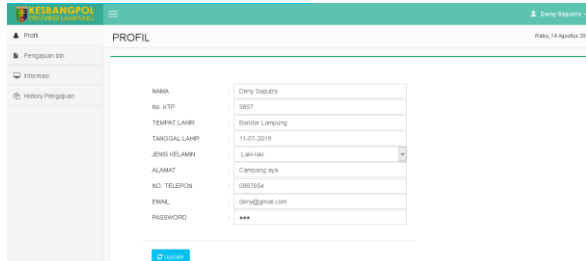 KESBANGPOL
PROVINSI LAMPUNG
Deny Saputra
Profil
Pengajuan Izin
Informasi
History Pengajuan
PROFIL
Rabu, 14 Agustus 20
NAMA : Deny Saputra
No. KTP : 9897
TEMPAT LAHIR : Bandar Lampung
TANGGAL LAHIR : 11-07-2019
JENIS KELAMIN : Laki-laki
ALAMAT : Campang aya
NO. TELEPON : 0987654
EMAIL : deny@gmail.com
PASSWORD : •••
Update